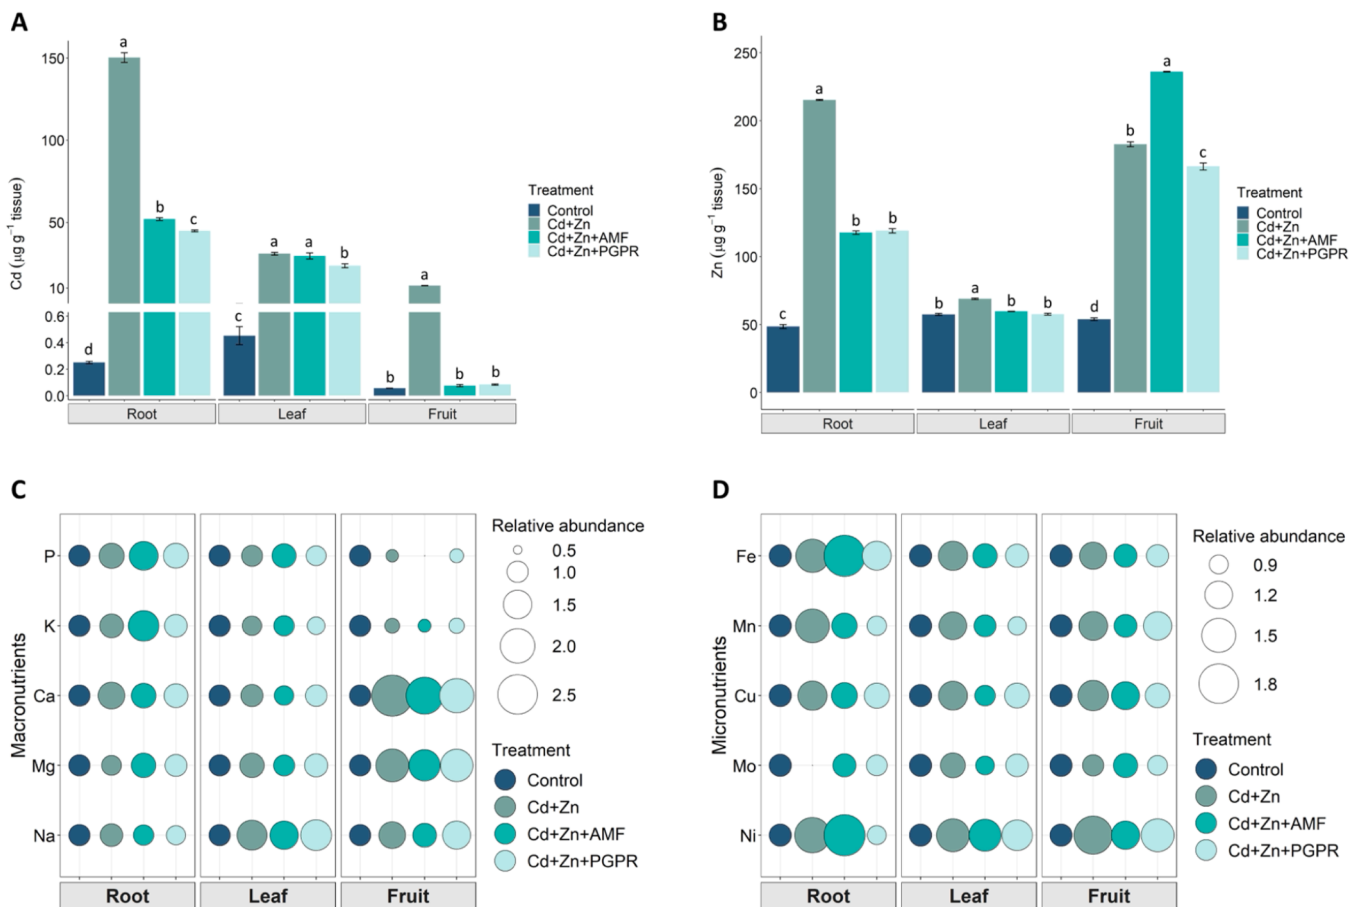 A
Cd (µg g⁻¹ tissue)
150
100
50
10
0.6
0.4
0.2
0.0
d
a
b
c
c
a
a
b
b
a
b
b
Root
Leaf
Fruit
Treatment
Control
Cd+Zn
Cd+Zn+AMF
Cd+Zn+PGPR
B
Zn (µg g⁻¹ tissue)
250
200
150
100
50
0
c
a
b
b
b
a
b
b
d
b
a
c
Root
Leaf
Fruit
Treatment
Control
Cd+Zn
Cd+Zn+AMF
Cd+Zn+PGPR
C
Macronutrients
P
K
Ca
Mg
Na
Root
Leaf
Fruit
Relative abundance
0.5
1.0
1.5
2.0
2.5
Treatment
Control
Cd+Zn
Cd+Zn+AMF
Cd+Zn+PGPR
D
Micronutrients
Fe
Mn
Cu
Mo
Ni
Root
Leaf
Fruit
Relative abundance
0.9
1.2
1.5
1.8
Treatment
Control
Cd+Zn
Cd+Zn+AMF
Cd+Zn+PGPR